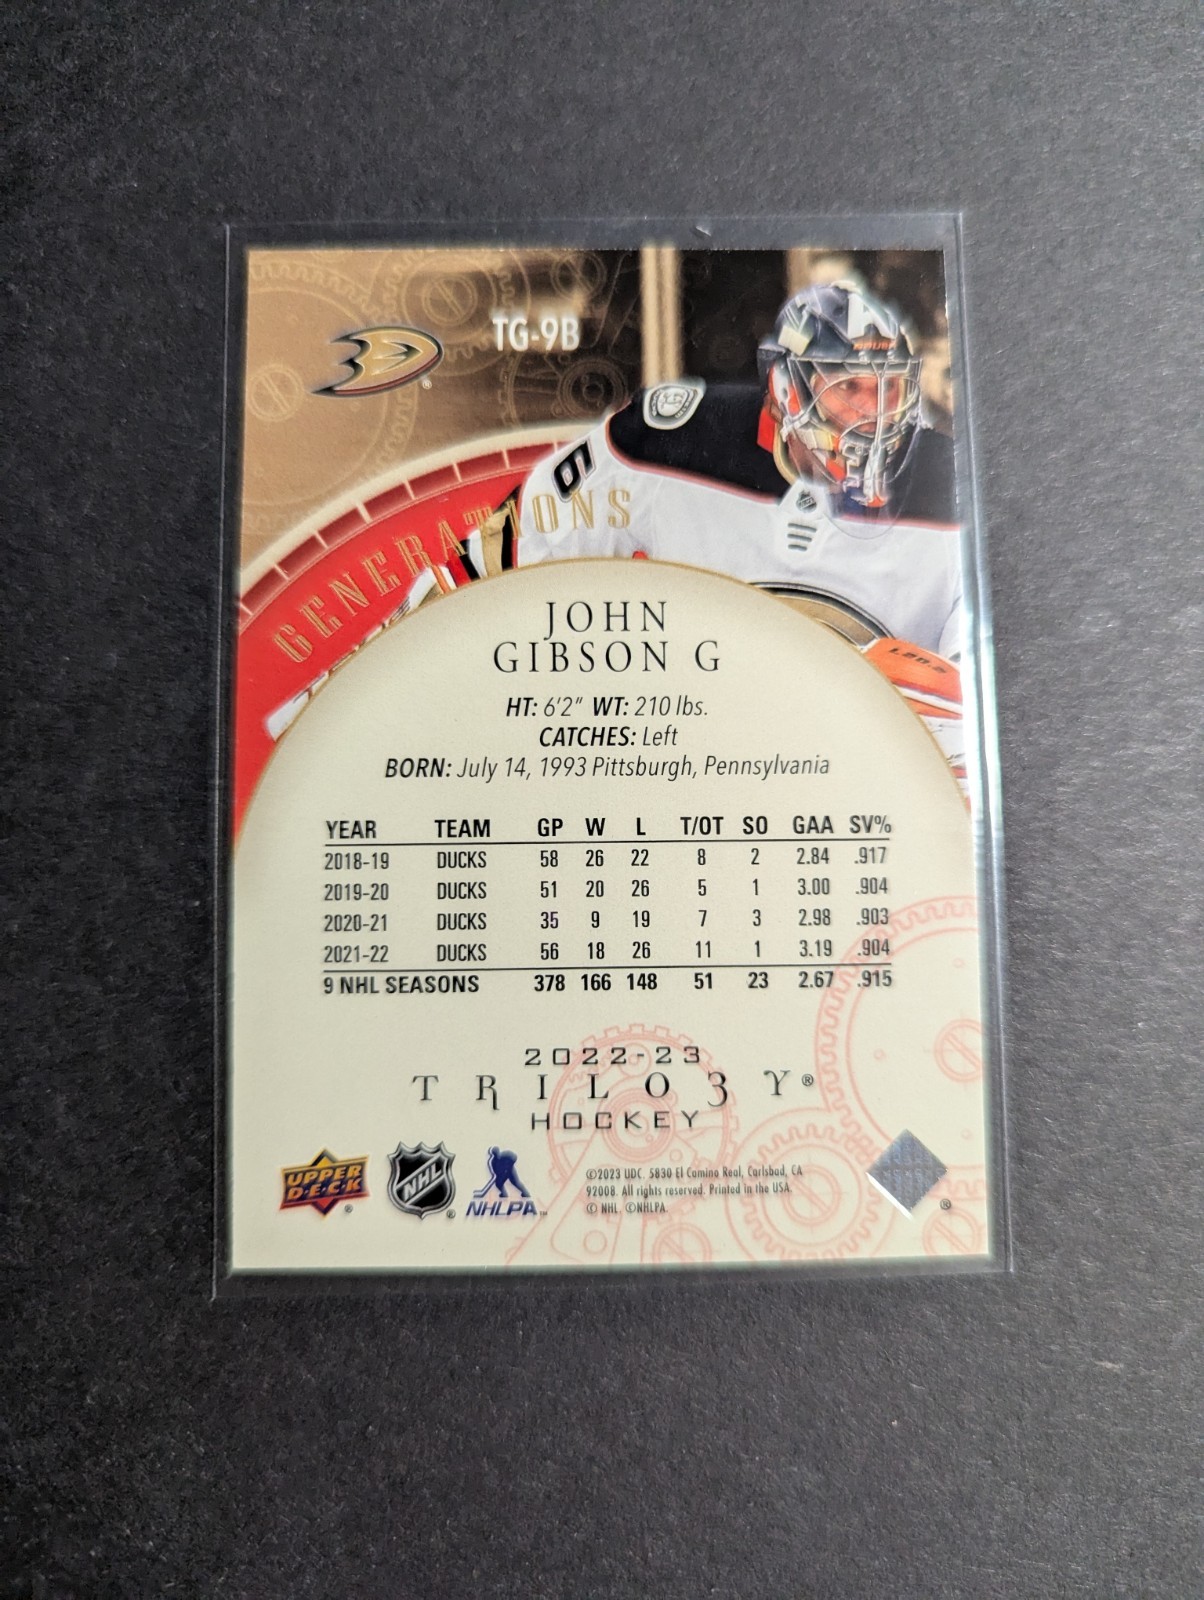 TG-9B
GENERATIONS
JOHN
GIBSON G
HT: 6'2" WT: 210 lbs.
CATCHES: Left
BORN: July 14, 1993 Pittsburgh, Pennsylvania
YEAR TEAM GP W L T/OT SO GAA SV%
2018-19 DUCKS 58 26 22 8 2 2.84 .917
2019-20 DUCKS 51 20 26 5 1 3.00 .904
2020-21 DUCKS 35 9 19 7 3 2.98 .903
2021-22 DUCKS 56 18 26 11 1 3.19 .904
9 NHL SEASONS 378 166 148 51 23 2.67 .915
2022-23
TRILO3Y®
HOCKEY
UPPER
DECK ®
NHL ®
NHLPA™
©2023 UDC. 5830 El Camino Real, Carlsbad, CA
92008. All rights reserved. Printed in the USA.
© NHL. ©NHLPA.
®